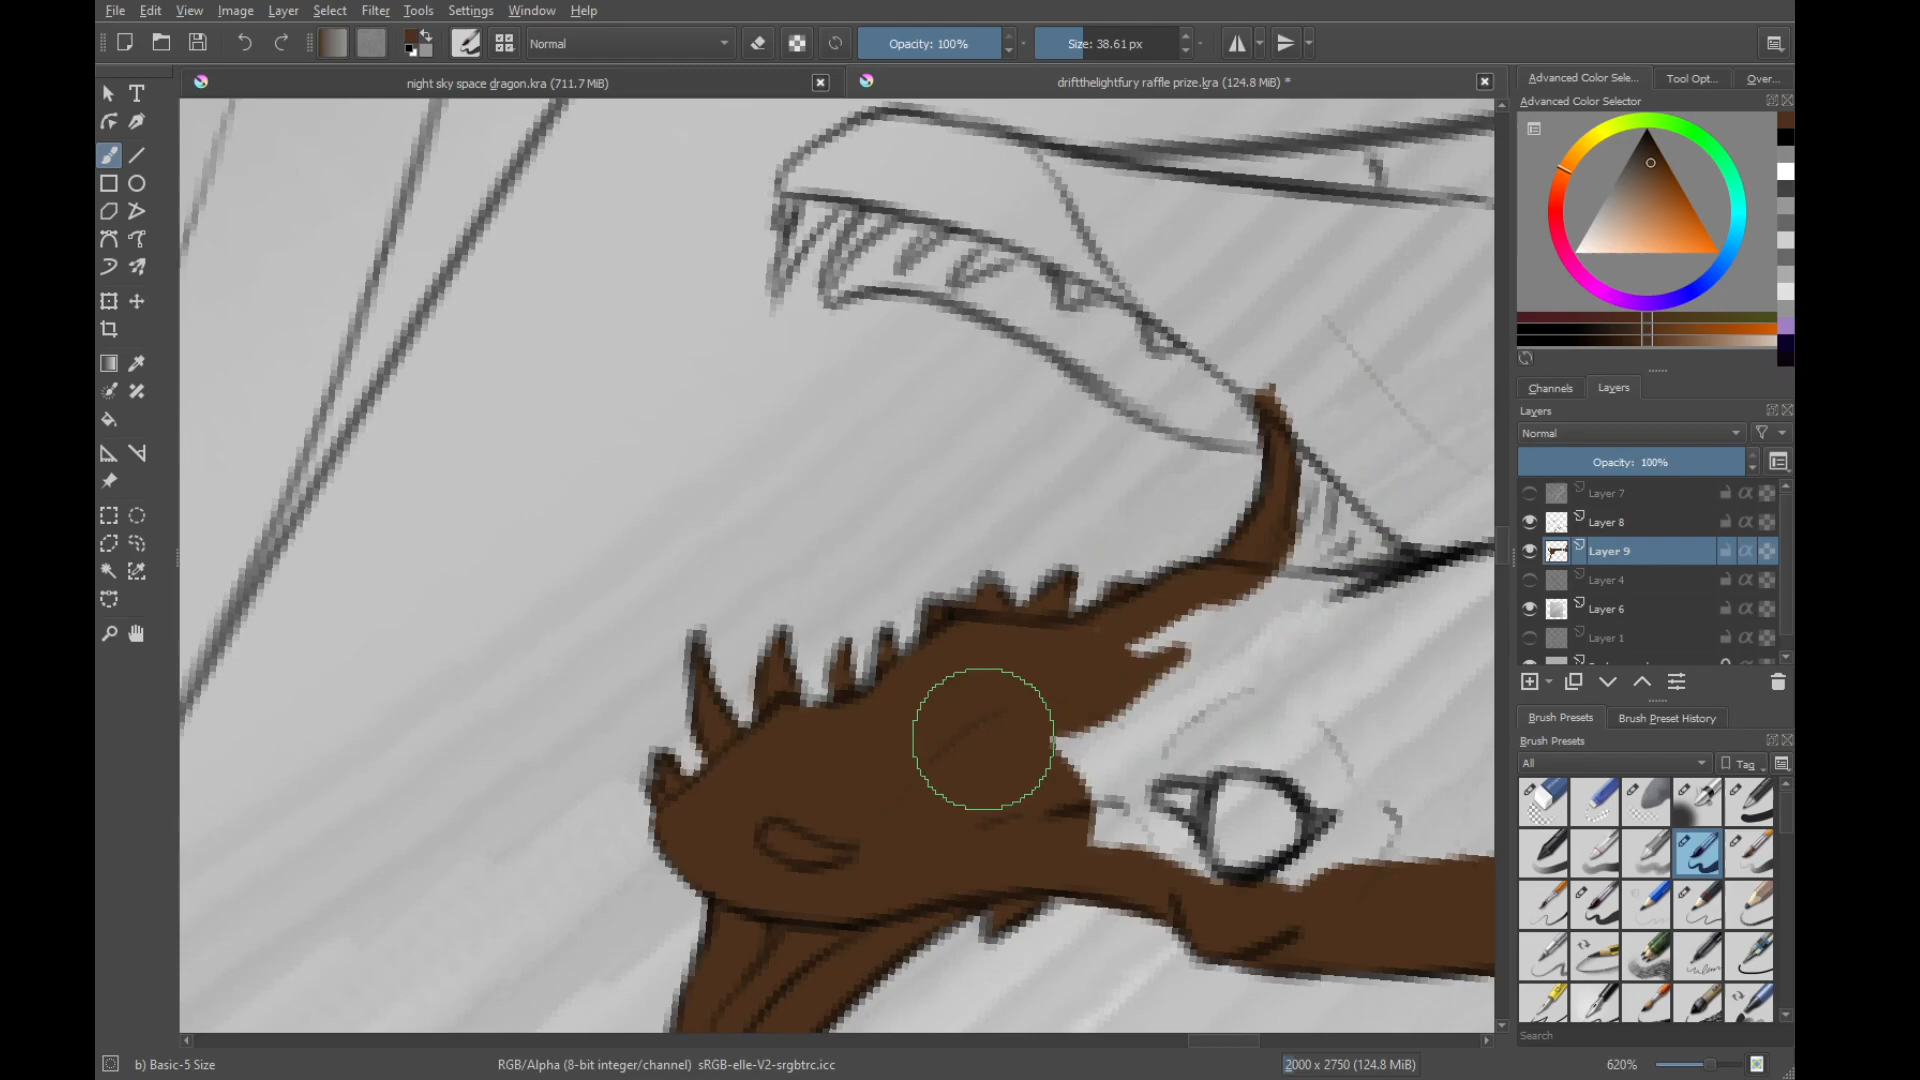 File Edit View Select Filter Tools Settings Window Help
Image Layer
Normal
Opacity: 100%
Size: 38.61 px
night sky space dragon.kra (711.7 MiB)
driftthelightfury raffle prize.kra (124.8 MiB) *
Advanced Color Sele...
Tool Opt...
Over...
Advanced Color Selector
Channels
Layers
Layers
Normal
Opacity: 100%
Layer 7
Layer 8
Layer 9
Layer 4
Layer 6
Layer 1
Brush Presets
Brush Preset History
Brush Presets
All
Tag
Search
b) Basic-5 Size
RGB/Alpha (8-bit integer/channel) sRGB-elle-V2-srgbtrc.icc
2000 x 2750 (124.8 MiB)
620%